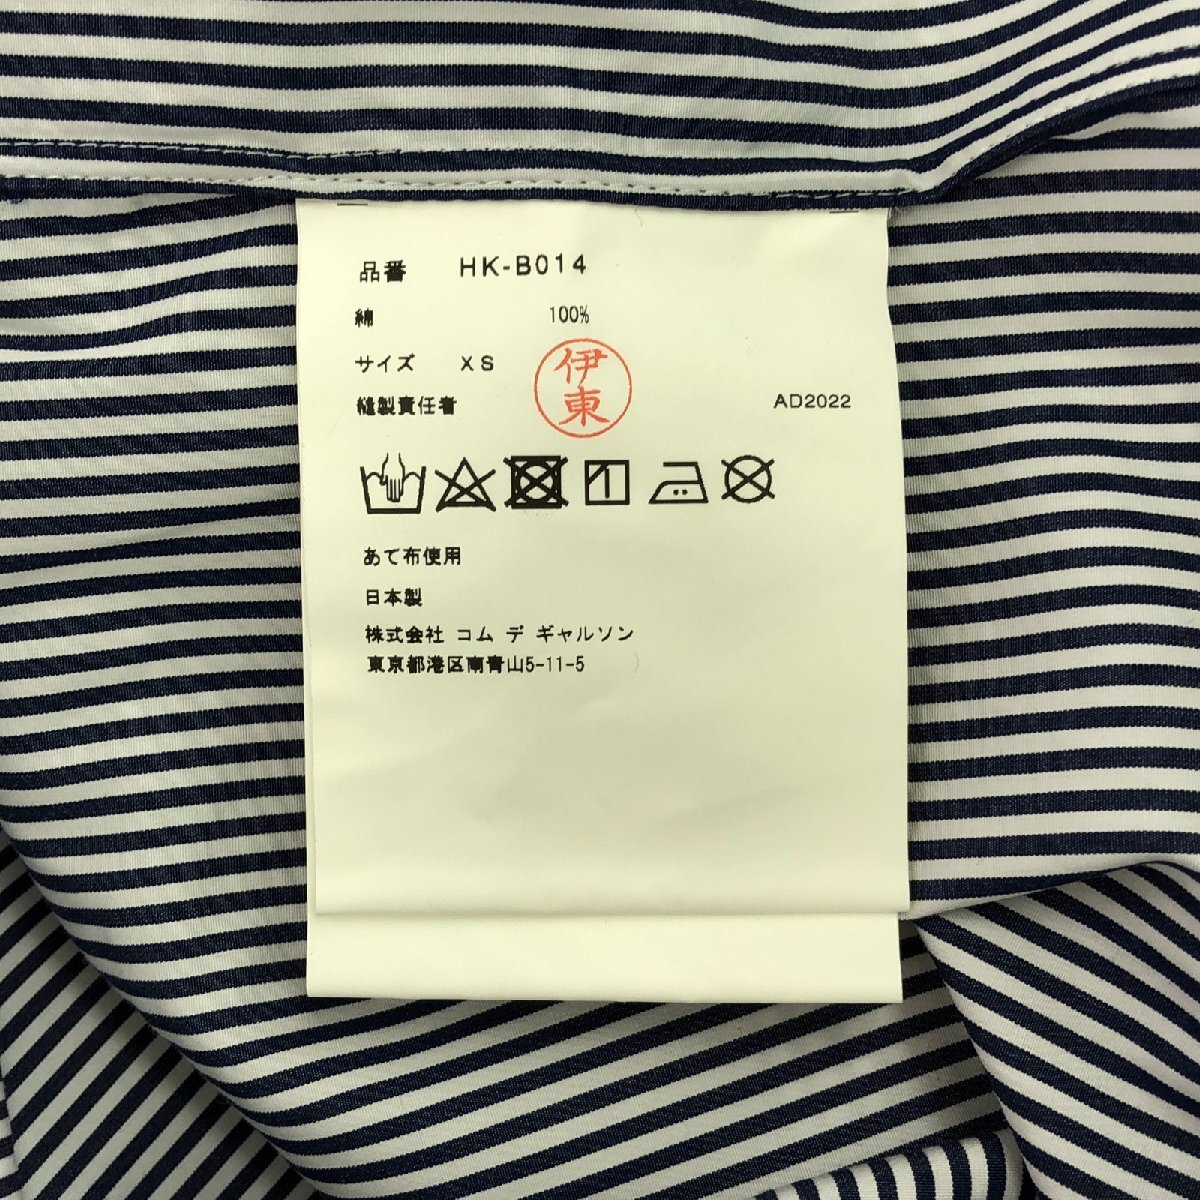 品番 HK-B014
綿 100%
サイズ XS
伊東
縫製責任者 AD2022
あて布使用
日本製
株式会社 コム デ ギャルソン
東京都港区南青山5-11-5